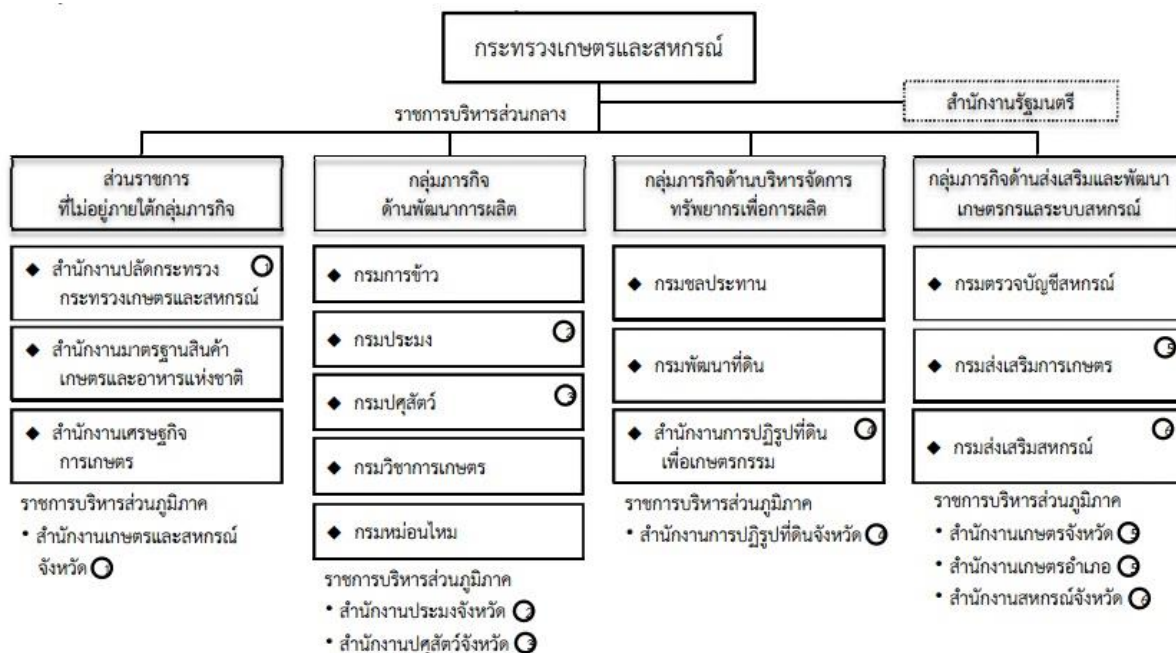 กระทรวงเกษตรและสหกรณ์
สำนักงานรัฐมนตรี
ราชการบริหารส่วนกลาง
ส่วนราชการ
ที่ไม่อยู่ภายใต้กลุ่มภารกิจ
◆ สำนักงานปลัดกระทรวง 1
กระทรวงเกษตรและสหกรณ์
◆ สำนักงานมาตรฐานสินค้า
เกษตรและอาหารแห่งชาติ
◆ สำนักงานเศรษฐกิจ
การเกษตร
ราชการบริหารส่วนภูมิภาค
• สำนักงานเกษตรและสหกรณ์
จังหวัด 1
กลุ่มภารกิจ
ด้านพัฒนาการผลิต
◆ กรมการข้าว
◆ กรมประมง 2
◆ กรมปศุสัตว์ 3
◆ กรมวิชาการเกษตร
◆ กรมหม่อนไหม
ราชการบริหารส่วนภูมิภาค
• สำนักงานประมงจังหวัด 2
• สำนักงานปศุสัตว์จังหวัด 3
กลุ่มภารกิจด้านบริหารจัดการ
ทรัพยากรเพื่อการผลิต
◆ กรมชลประทาน
◆ กรมพัฒนาที่ดิน
◆ สำนักงานการปฏิรูปที่ดิน 4
เพื่อเกษตรกรรม
ราชการบริหารส่วนภูมิภาค
• สำนักงานการปฏิรูปที่ดินจังหวัด 4
กลุ่มภารกิจด้านส่งเสริมและพัฒนา
เกษตรกรและระบบสหกรณ์
◆ กรมตรวจบัญชีสหกรณ์
◆ กรมส่งเสริมการเกษตร 5
◆ กรมส่งเสริมสหกรณ์ 6
ราชการบริหารส่วนภูมิภาค
• สำนักงานเกษตรจังหวัด 5
• สำนักงานเกษตรอำเภอ 5
• สำนักงานสหกรณ์จังหวัด 6